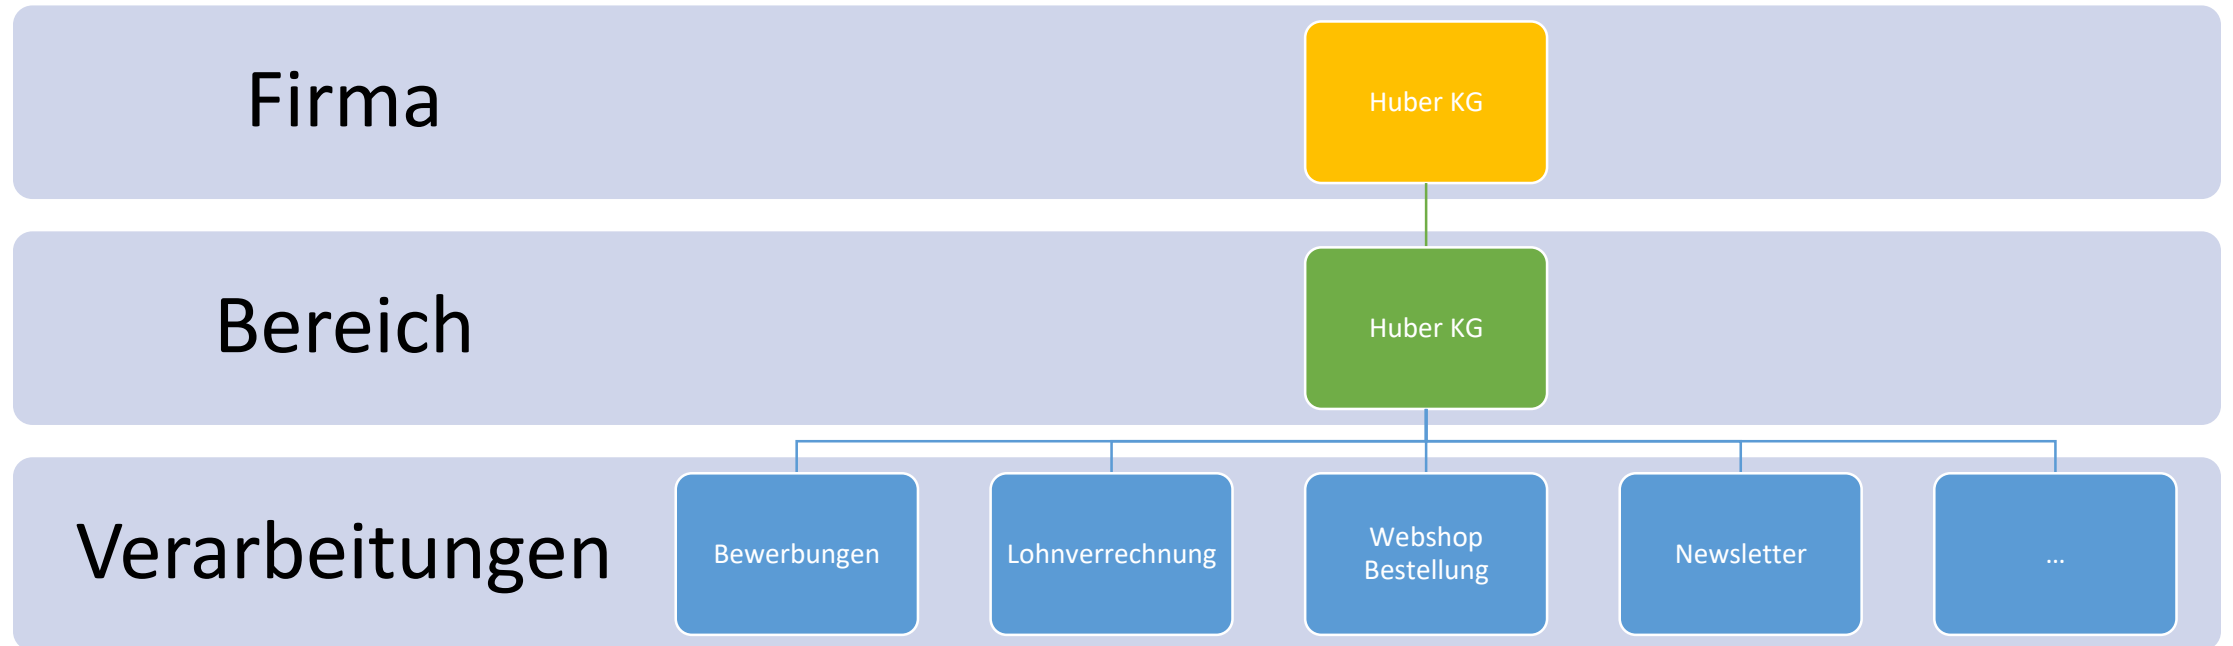 Firma
Huber KG
Bereich
Huber KG
Verarbeitungen
Bewerbungen
Lohnverrechnung
Webshop
Bestellung
Newsletter
...